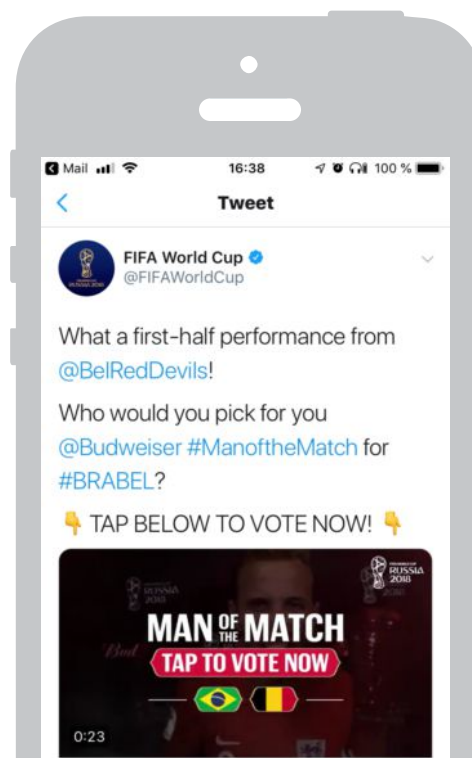 Mail 16:38 100 %
Tweet
FIFA World Cup
@FIFAWorldCup
What a first-half performance from
@BelRedDevils!
Who would you pick for you
@Budweiser #ManoftheMatch for
#BRABEL?
👇 TAP BELOW TO VOTE NOW! 👇
RUSSIA
2018
MAN OF THE MATCH
Bud
TAP TO VOTE NOW
0:23